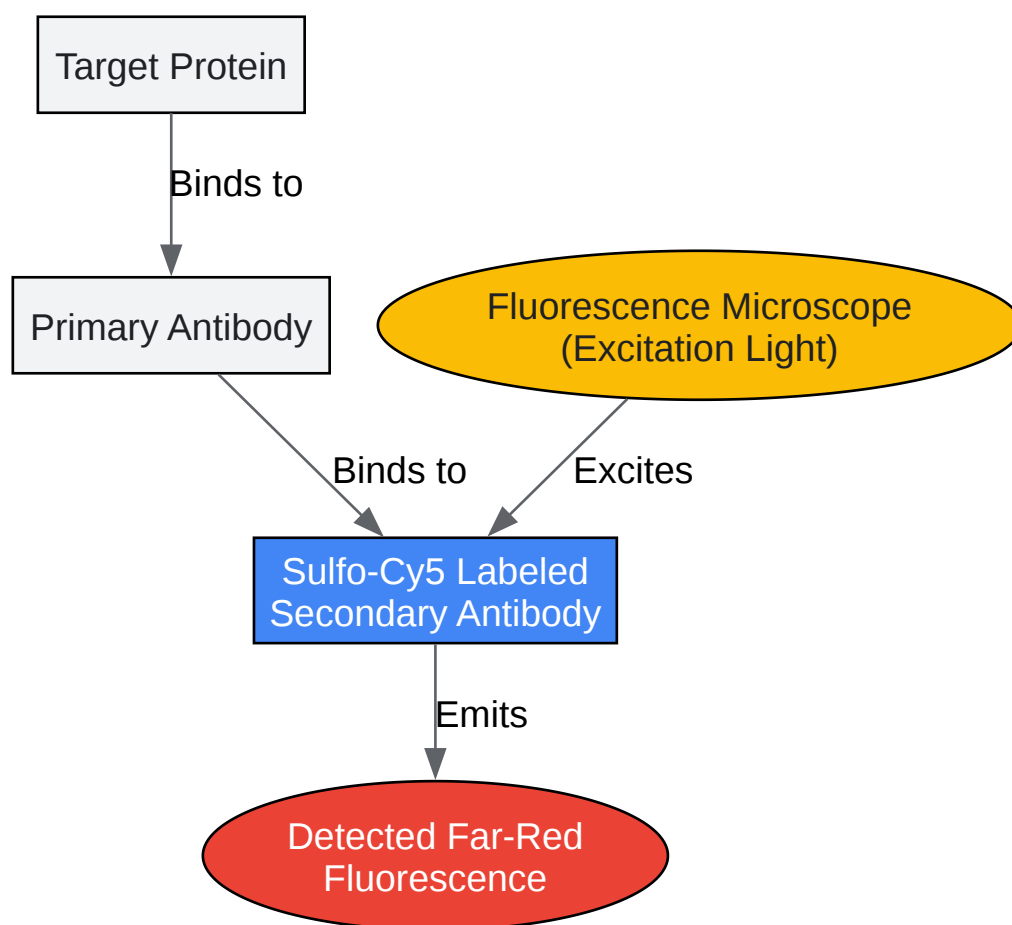 Target Protein
Binds to
Primary Antibody
Fluorescence Microscope
(Excitation Light)
Binds to
Excites
Sulfo-Cy5 Labeled
Secondary Antibody
Emits
Detected Far-Red
Fluorescence